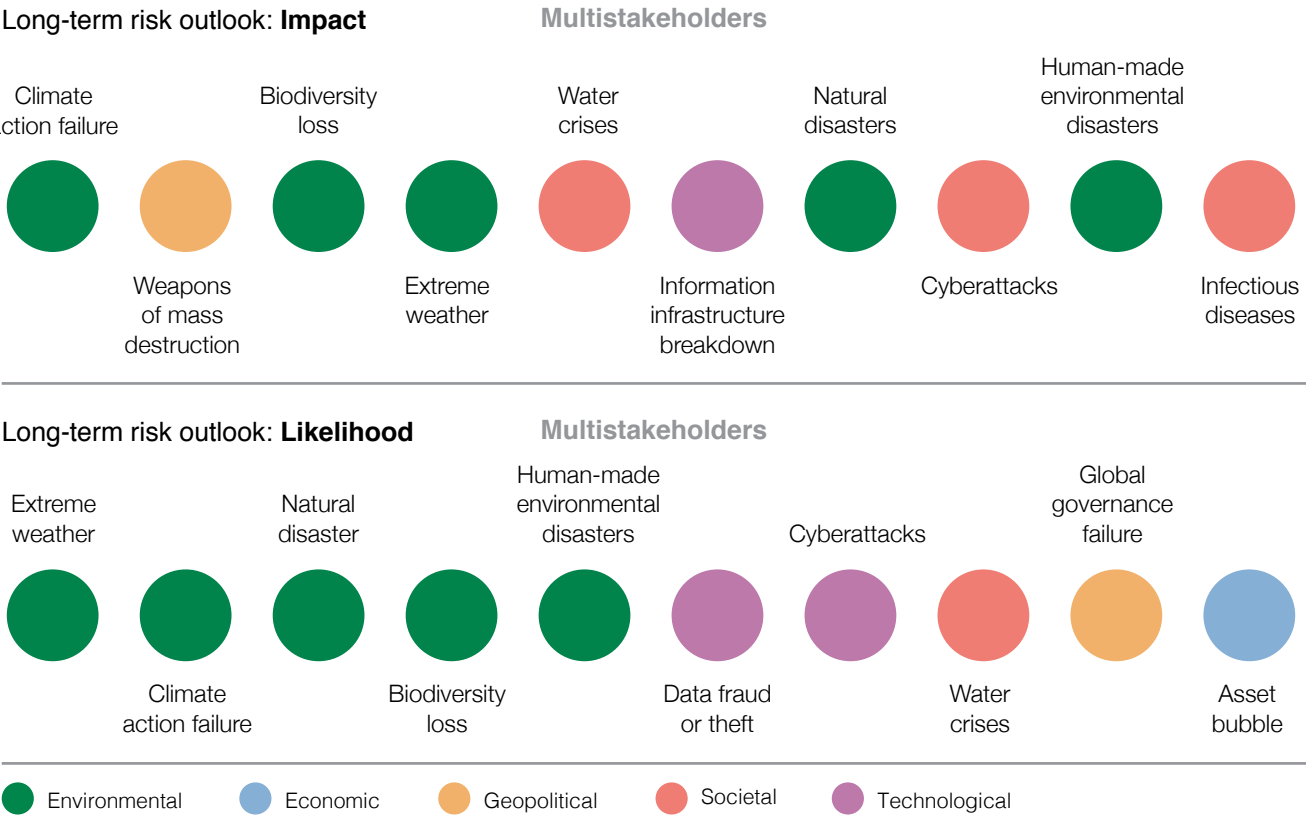 Long-term risk outlook: Impact
Multistakeholders
Climate
action failure
Biodiversity
loss
Water
crises
Natural
disasters
Human-made
environmental
disasters
Weapons
of mass
destruction
Extreme
weather
Information
infrastructure
breakdown
Cyberattacks
Infectious
diseases
Long-term risk outlook: Likelihood
Multistakeholders
Extreme
weather
Natural
disaster
Human-made
environmental
disasters
Cyberattacks
Global
governance
failure
Climate
action failure
Biodiversity
loss
Data fraud
or theft
Water
crises
Asset
bubble
Environmental
Economic
Geopolitical
Societal
Technological